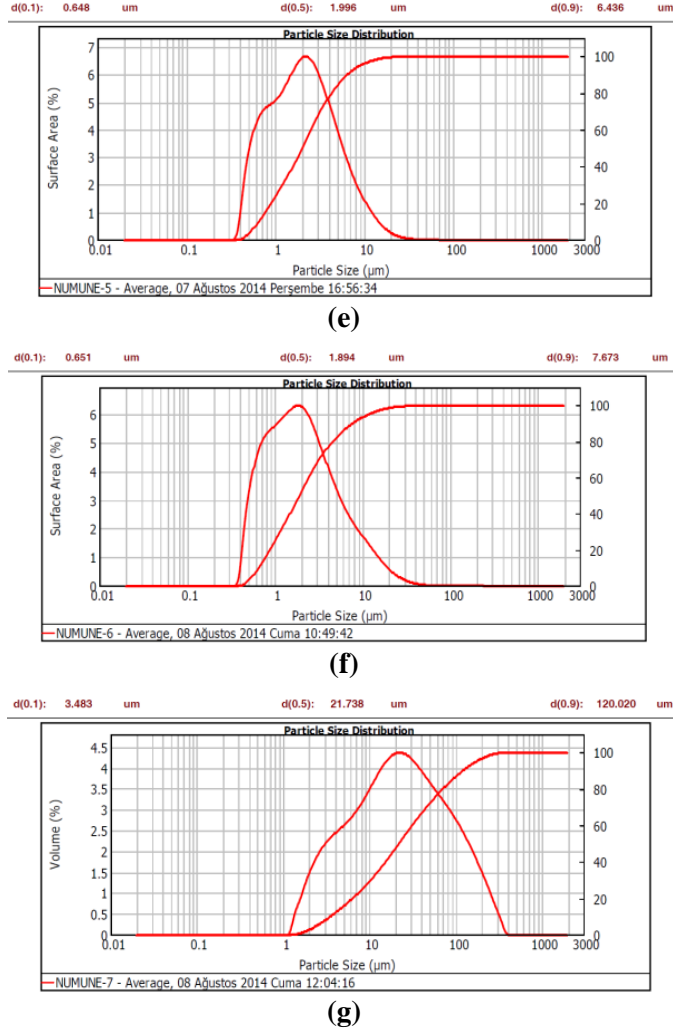 d(0.1): 0.648 um d(0.5): 1.996 um d(0.9): 6.436 um
Particle Size Distribution
7
6
5
4
3
2
1
0
Surface Area (%)
100
80
60
40
20
0
0.01 0.1 1 10 100 1000 3000
Particle Size (µm)
NUMUNE-5 - Average, 07 Ağustos 2014 Perşembe 16:56:34
(e)
d(0.1): 0.651 um d(0.5): 1.894 um d(0.9): 7.673 um
Particle Size Distribution
6
5
4
3
2
1
0
Surface Area (%)
100
80
60
40
20
0
0.01 0.1 1 10 100 1000 3000
Particle Size (µm)
NUMUNE-6 - Average, 08 Ağustos 2014 Cuma 10:49:42
(f)
d(0.1): 3.483 um d(0.5): 21.738 um d(0.9): 120.020 um
Particle Size Distribution
4.5
4
3.5
3
2.5
2
1.5
1
0.5
0
Volume (%)
100
80
60
40
20
0
0.01 0.1 1 10 100 1000 3000
Particle Size (µm)
NUMUNE-7 - Average, 08 Ağustos 2014 Cuma 12:04:16
(g)